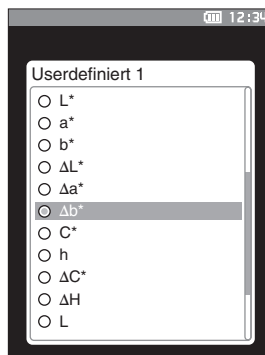 12:34
Userdefiniert 1
L*
a*
b*
ΔL*
Δa*
Δb*
C*
h
ΔC*
ΔH
L